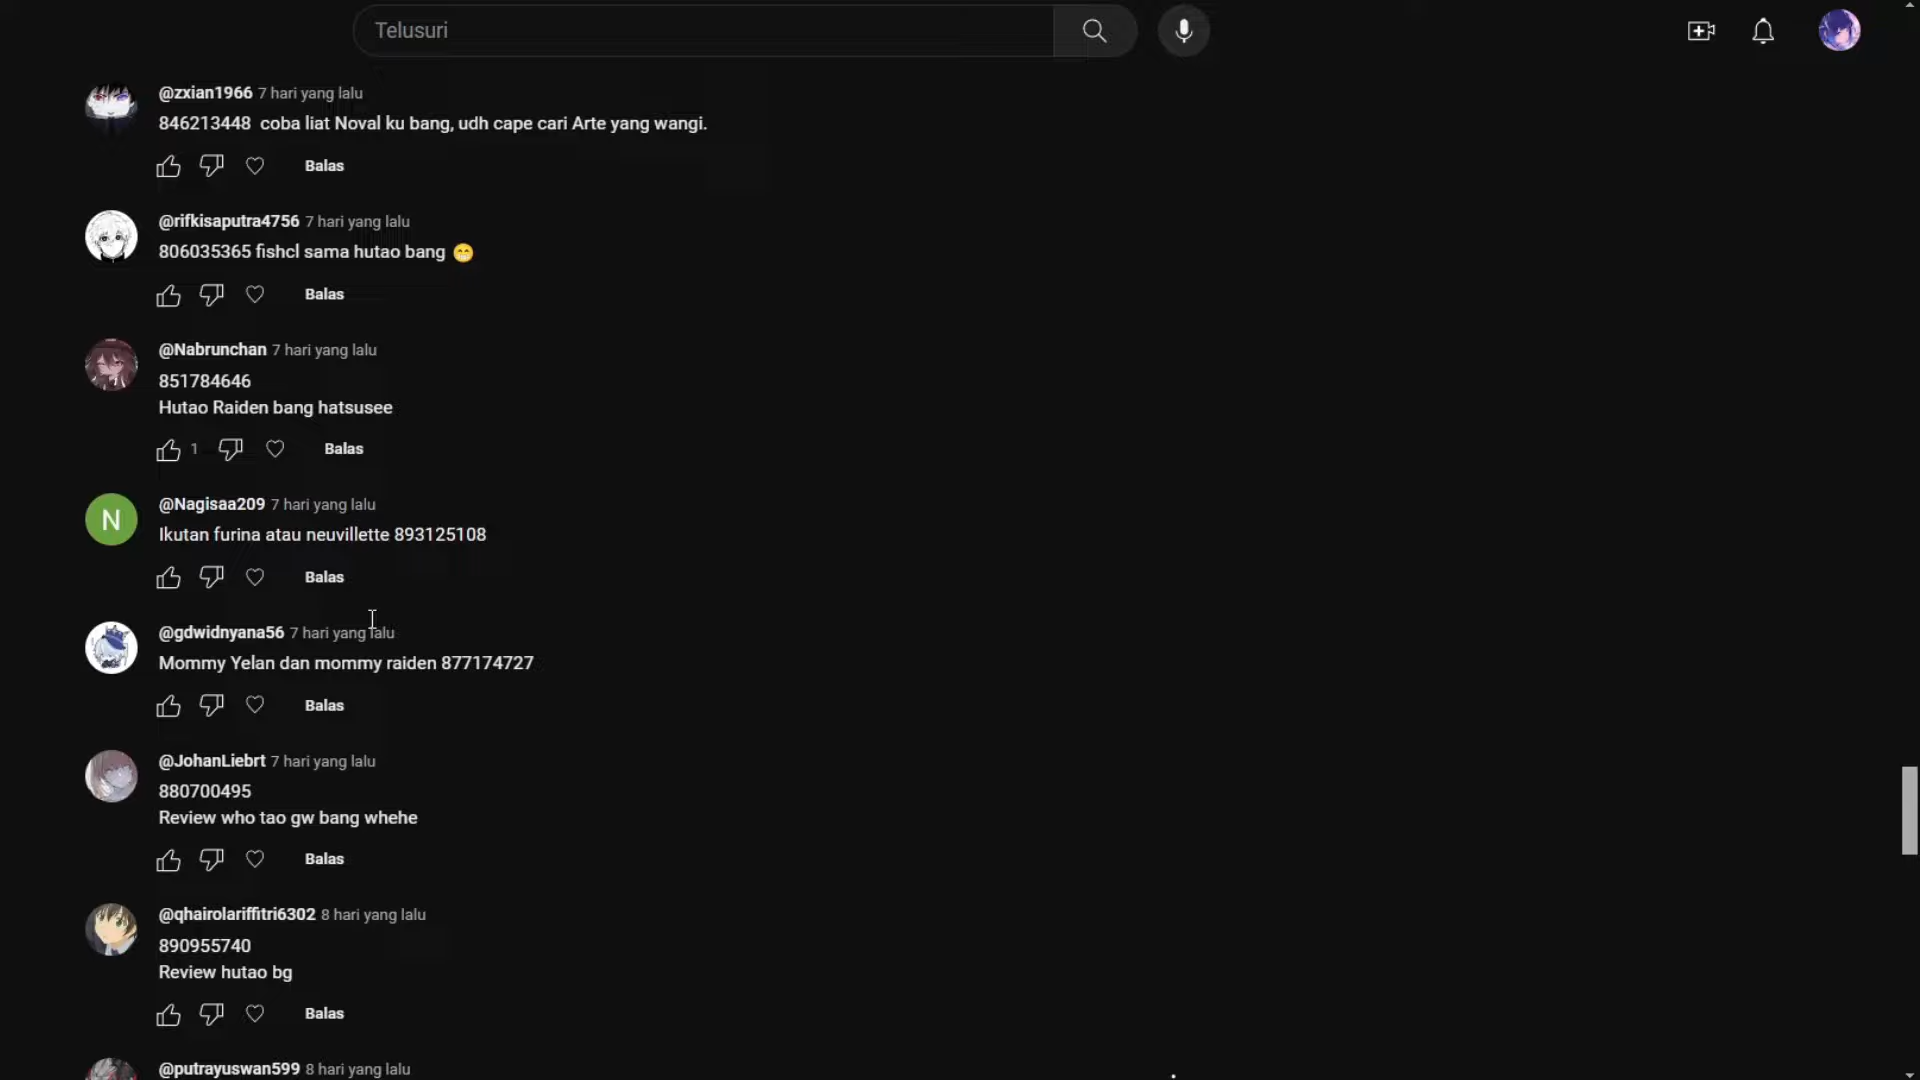 Telusuri
@zxian1966 7 hari yang lalu
846213448 coba liat Noval ku bang, udh cape cari Arte yang wangi.
Balas
@rifkisaputra4756 7 hari yang lalu
806035365 fishcl sama hutao bang 😁
Balas
@Nabrunchan 7 hari yang lalu
851784646
Hutao Raiden bang hatsusee
1 Balas
N
@Nagisaa209 7 hari yang lalu
Ikutan furina atau neuvillette 893125108
Balas
@gdwidnyana56 7 hari yang lalu
Mommy Yelan dan mommy raiden 877174727
Balas
@JohanLiebrt 7 hari yang lalu
880700495
Review who tao gw bang whehe
Balas
@qhairolariffitri6302 8 hari yang lalu
890955740
Review hutao bg
Balas
@putrayuswan599 8 hari yang lalu